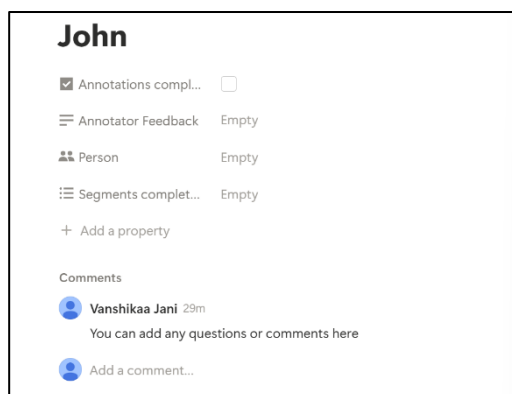 John
Annotations compl...
Annotator Feedback Empty
Person Empty
Segments complet... Empty
+ Add a property
Comments
Vanshikaa Jani 29m
You can add any questions or comments here
Add a comment...